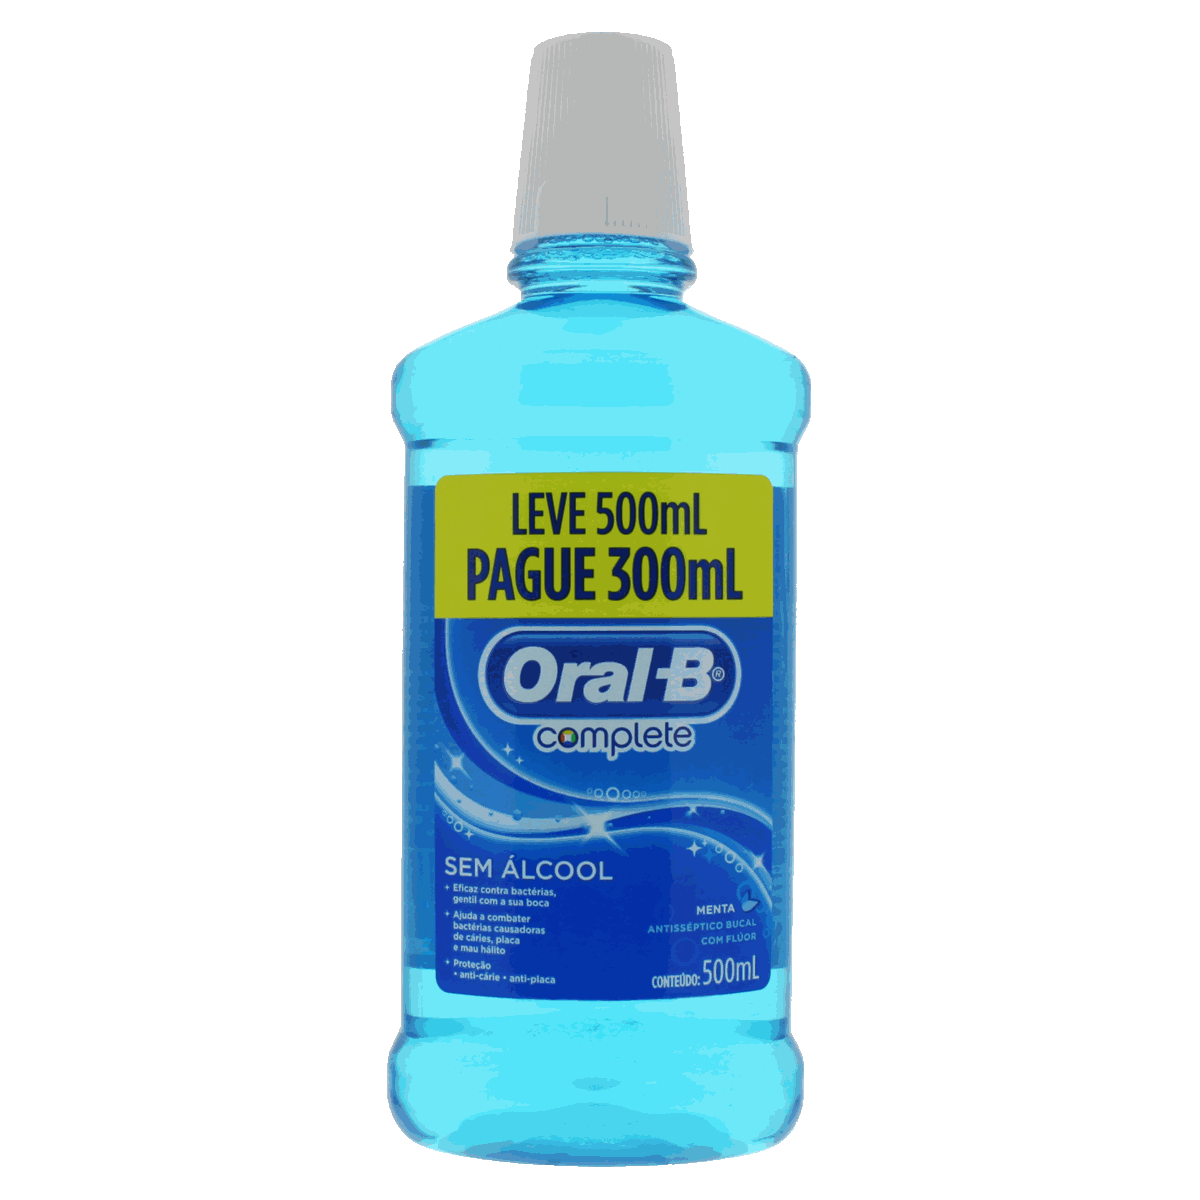 LEVE 500mL
PAGUE 300mL
Oral-B®
complete
SEM ÁLCOOL
+ Eficaz contra bactérias,
gentil com a sua boca
+ Ajuda a combater
bactérias causadoras
de cáries, placa
e mau hálito
+ Proteção
• anti-cárie • anti-placa
MENTA
ANTISSÉPTICO BUCAL
COM FLÚOR
CONTEÚDO: 500mL